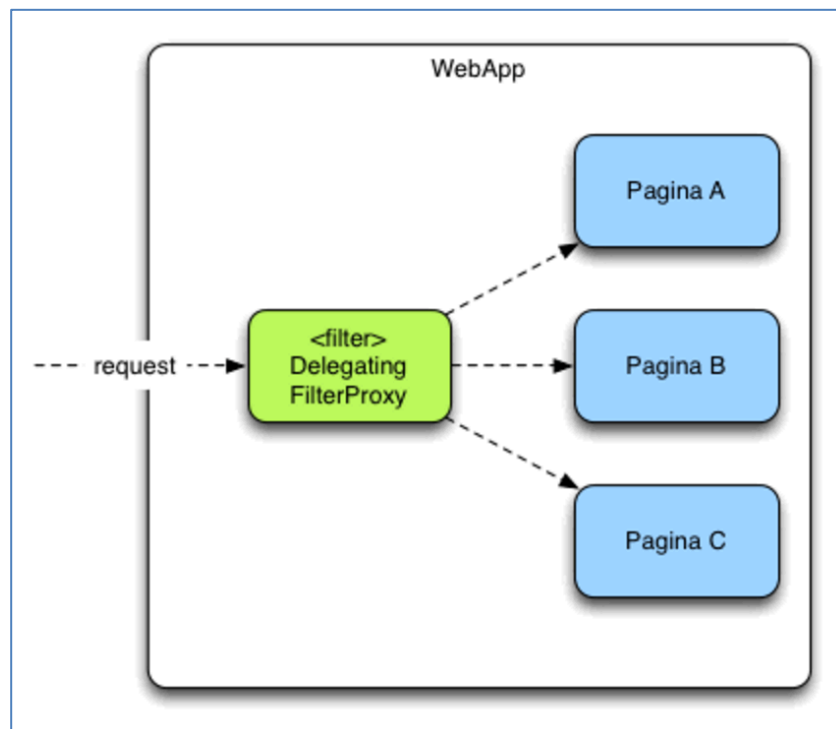 WebApp
Pagina A
<filter>
Delegating
FilterProxy
request
Pagina B
Pagina C